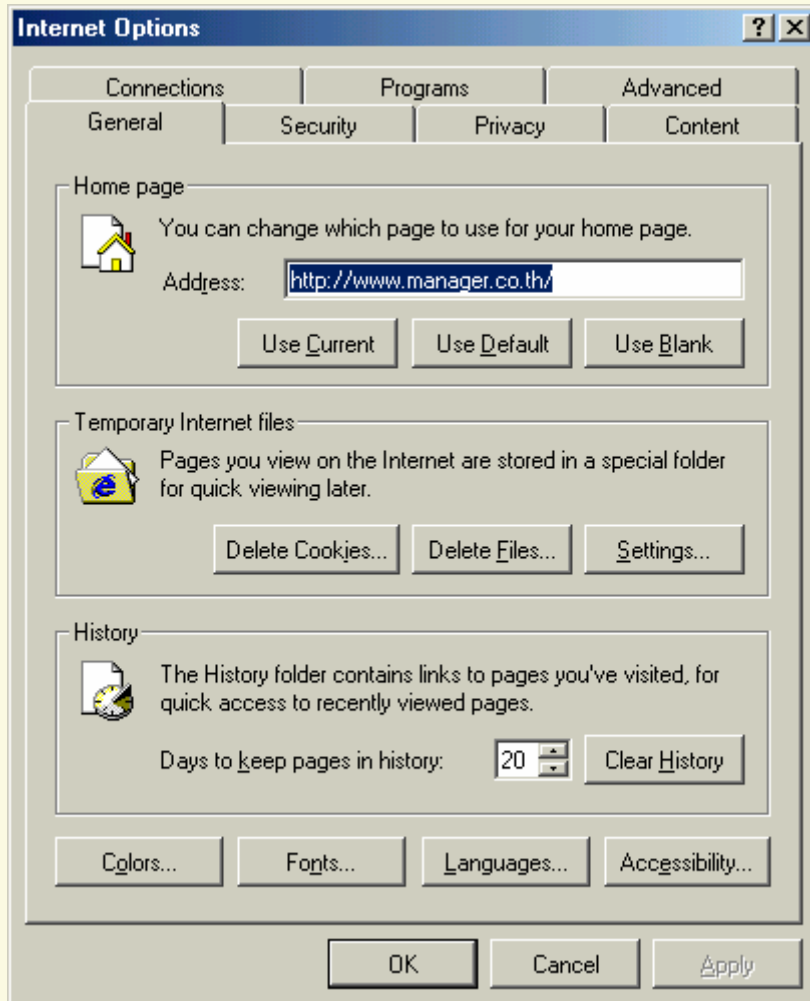 Internet Options
Connections Programs Advanced
General Security Privacy Content
Home page
You can change which page to use for your home page.
Address: http://www.manager.co.th/
Use Current Use Default Use Blank
Temporary Internet files
Pages you view on the Internet are stored in a special folder
for quick viewing later.
Delete Cookies... Delete Files... Settings...
History
The History folder contains links to pages you've visited, for
quick access to recently viewed pages.
Days to keep pages in history: 20 Clear History
Colors... Fonts... Languages... Accessibility...
OK Cancel Apply